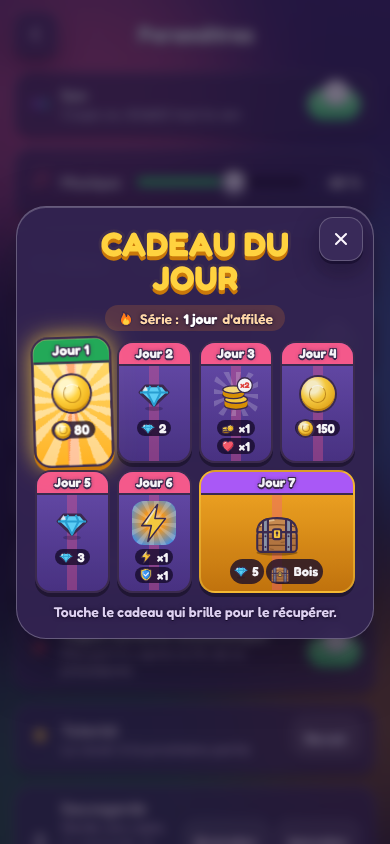 Paramètres
CADEAU DU
JOUR
Série : 1 jour d'affilée
Jour 1
80
Jour 2
2
Jour 3
x2
x1
x1
Jour 4
150
Jour 5
3
Jour 6
x1
x1
Jour 7
5
Bois
Touche le cadeau qui brille pour le récupérer.